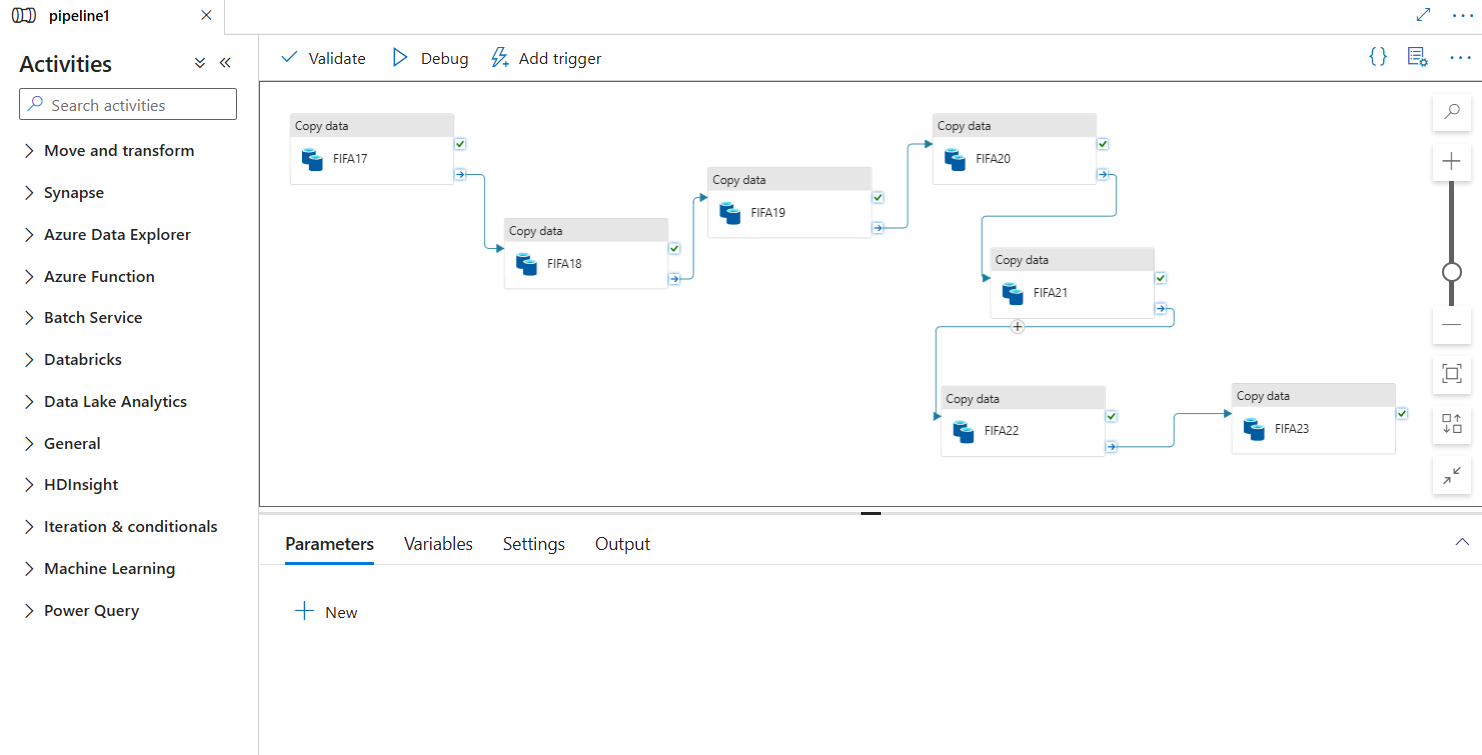 pipeline1
Activities
Search activities
Move and transform
Synapse
Azure Data Explorer
Azure Function
Batch Service
Databricks
Data Lake Analytics
General
HDInsight
Iteration & conditionals
Machine Learning
Power Query
Validate
Debug
Add trigger
Copy data
FIFA17
Copy data
FIFA18
Copy data
FIFA19
Copy data
FIFA20
Copy data
FIFA21
Copy data
FIFA22
Copy data
FIFA23
Parameters
Variables
Settings
Output
New